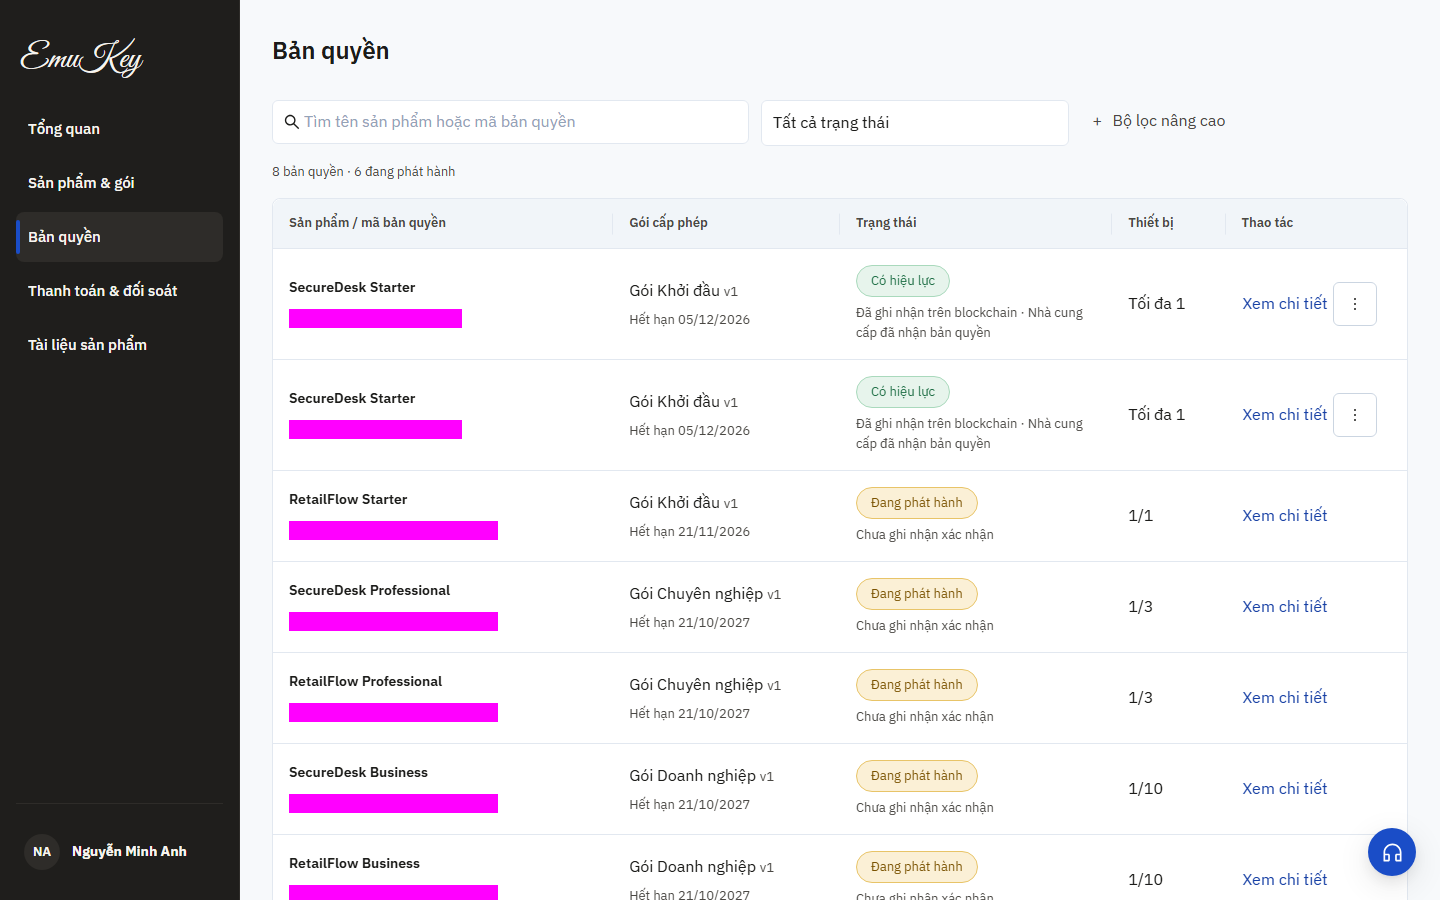 Emu Key
Tổng quan
Sản phẩm & gói
Bản quyền
Thanh toán & đối soát
Tài liệu sản phẩm
NA
Nguyễn Minh Anh
Bản quyền
Tìm tên sản phẩm hoặc mã bản quyền
Tất cả trạng thái
+ Bộ lọc nâng cao
8 bản quyền · 6 đang phát hành
Sản phẩm / mã bản quyền
Gói cấp phép
Trạng thái
Thiết bị
Thao tác
SecureDesk Starter
Gói Khởi đầu v1
Hết hạn 05/12/2026
Có hiệu lực
Đã ghi nhận trên blockchain · Nhà cung
cấp đã nhận bản quyền
Tối đa 1
Xem chi tiết
SecureDesk Starter
Gói Khởi đầu v1
Hết hạn 05/12/2026
Có hiệu lực
Đã ghi nhận trên blockchain · Nhà cung
cấp đã nhận bản quyền
Tối đa 1
Xem chi tiết
RetailFlow Starter
Gói Khởi đầu v1
Hết hạn 21/11/2026
Đang phát hành
Chưa ghi nhận xác nhận
1/1
Xem chi tiết
SecureDesk Professional
Gói Chuyên nghiệp v1
Hết hạn 21/10/2027
Đang phát hành
Chưa ghi nhận xác nhận
1/3
Xem chi tiết
RetailFlow Professional
Gói Chuyên nghiệp v1
Hết hạn 21/10/2027
Đang phát hành
Chưa ghi nhận xác nhận
1/3
Xem chi tiết
SecureDesk Business
Gói Doanh nghiệp v1
Hết hạn 21/10/2027
Đang phát hành
Chưa ghi nhận xác nhận
1/10
Xem chi tiết
RetailFlow Business
Gói Doanh nghiệp v1
Hết hạn 21/10/2027
Đang phát hành
Chưa ghi nhận xác nhận
1/10
Xem chi tiết